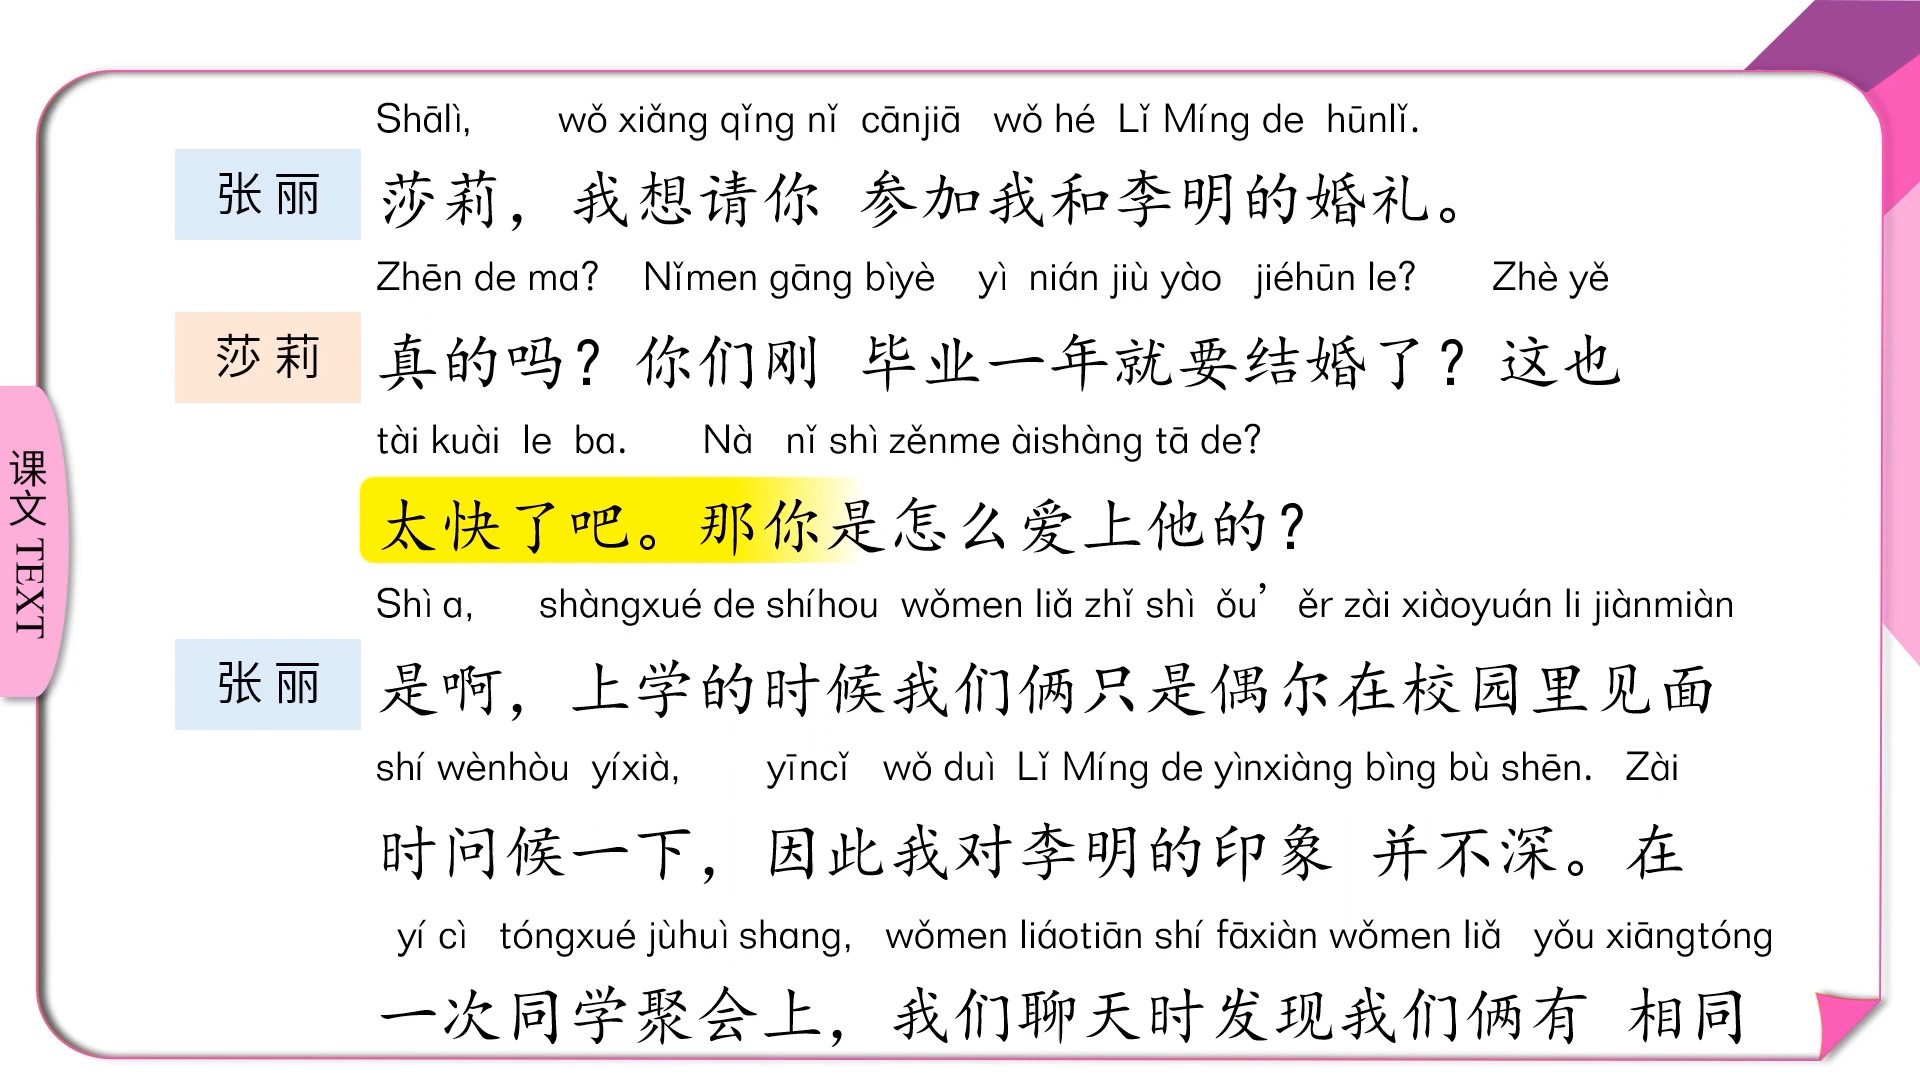 Shālì, wǒ xiǎng qǐng nǐ cānjiā wǒ hé Lǐ Míng de hūnlǐ.
张丽 莎莉，我想请你 参加我和李明的婚礼。
Zhēn de ma? Nǐmen gāng bìyè yì nián jiù yào jiéhūn le? Zhè yě
莎莉 真的吗？你们刚 毕业一年就要结婚了？这也
tài kuài le ba. Nà nǐ shì zěnme àishàng tā de?
太快了吧。那你是怎么爱上他的？
Shì a, shàngxué de shíhou wǒmen liǎ zhǐ shì ǒu’ěr zài xiàoyuán li jiànmiàn
张丽 是啊，上学的时候我们俩只是偶尔在校园里见面
shí wènhòu yíxià, yīncǐ wǒ duì Lǐ Míng de yìnxiàng bìng bù shēn. Zài
时问候一下，因此我对李明的印象 并不深。在
yí cì tóngxué jùhuì shang, wǒmen liáotiān shí fāxiàn wǒmen liǎ yǒu xiāngtóng
一次同学聚会上，我们聊天时发现我们俩有 相同
课文 TEXT